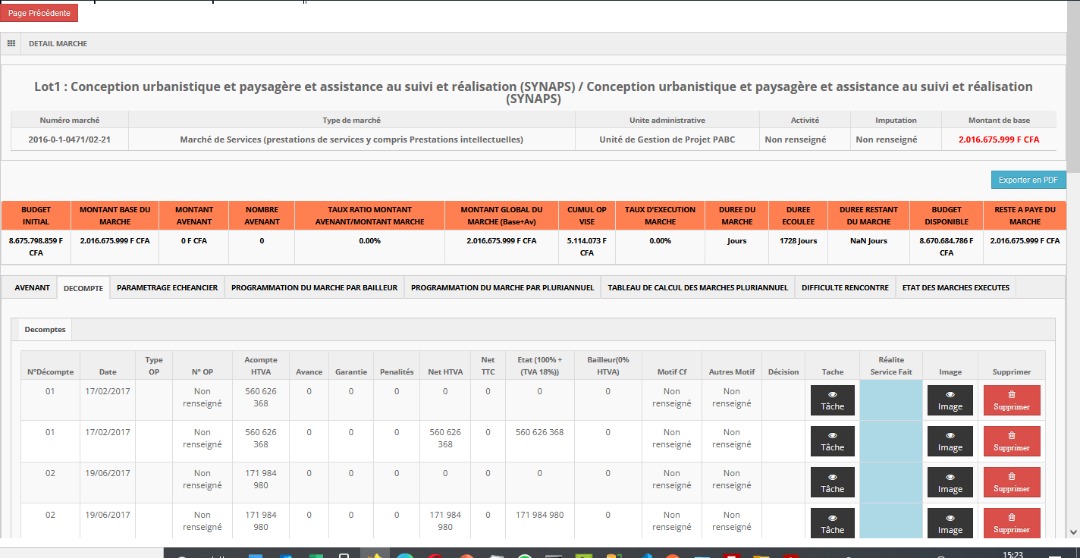 Page Précédente
DETAIL MARCHE
Lot1 : Conception urbanistique et paysagère et assistance au suivi et réalisation (SYNAPS) / Conception urbanistique et paysagère et assistance au suivi et réalisation
(SYNAPS)
Numéro marché Type de marché Unite administrative Activité Imputation Montant de base
2016-0-1-0471/02-21 Marché de Services (prestations de services y compris Prestations intellectuelles) Unité de Gestion de Projet PABC Non renseigné Non renseigné 2.016.675.999 F CFA
Exporter en PDF
BUDGET MONTANT BASE DU MONTANT NOMBRE TAUX RATIO MONTANT MONTANT GLOBAL DU CUMUL OP TAUX D'EXECUTION DUREE DU DUREE DUREE RESTANT BUDGET RESTE A PAYE DU
INITIAL MARCHE AVENANT AVENANT AVENANT/MONTANT MARCHE MARCHE (Base+Av) VISE MARCHE MARCHE ECOULEE DU MARCHE DISPONIBLE MARCHE
8.675.798.859 F 2.016.675.999 F CFA 0 F CFA 0 0.00% 2.016.675.999 F CFA 5.114.073 F 0.00% Jours 1728 Jours NaN Jours 8.670.684.786 F 2.016.675.999 F CFA
CFA CFA CFA
AVENANT DECOMPTE PARAMETRAGE ECHEANCIER PROGRAMMATION DU MARCHE PAR BAILLEUR PROGRAMMATION DU MARCHE PAR PLURIANNUEL TABLEAU DE CALCUL DES MARCHES PLURIANNUEL DIFFICULTE RENCONTRE ETAT DES MARCHES EXECUTES
Decomptes
Type Acompte Net Etat (100% + Bailleur(0% Réalite
N°Décompte Date OP N° OP HTVA Avance Garantie Penalités Net HTVA TTC (TVA 18%)) HTVA) Motif Cf Autres Motif Décision Tache Service Fait Image Supprimer
01 17/02/2017 Non 560 626 0 0 0 0 0 0 0 Non Non
renseigné 368 renseigné renseigné Tâche Image Supprimer
01 17/02/2017 Non 560 626 0 0 0 560 626 0 560 626 368 0 Non Non
renseigné 368 368 renseigné renseigné Tâche Image Supprimer
02 19/06/2017 Non 171 984 0 0 0 0 0 0 0 Non Non
renseigné 980 renseigné renseigné Tâche Image Supprimer
02 19/06/2017 Non 171 984 0 0 0 171 984 0 171 984 980 0 Non Non
renseigné 980 980 renseigné renseigné Tâche Image Supprimer
15:23